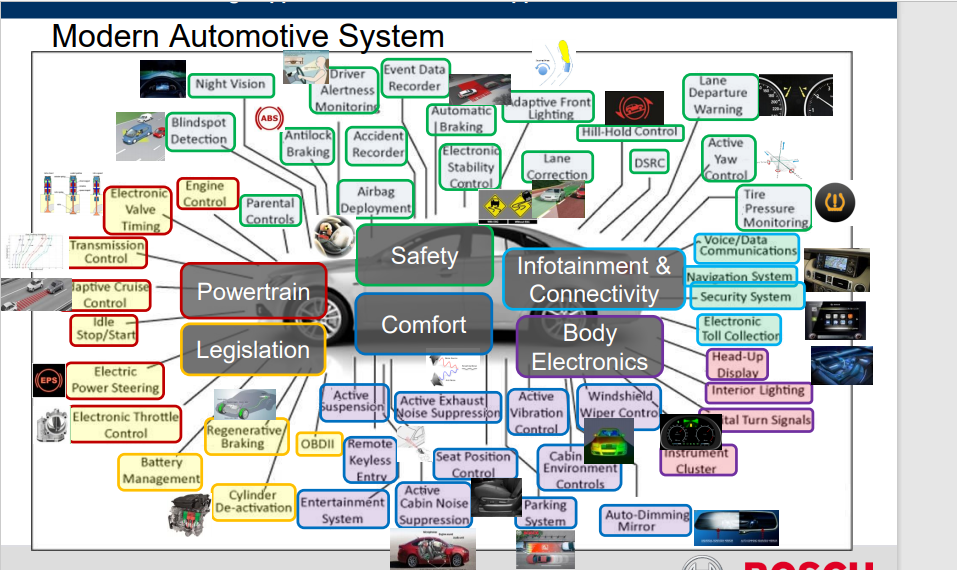 Modern Automotive System
Night Vision
Driver
Alertness
Monitoring
Event Data
Recorder
Adaptive Front
Lighting
Lane
Departure
Warning
Blindspot
Detection
ABS
Antilock
Braking
Accident
Recorder
Automatic
Braking
Electronic
Stability
Control
Lane
Correction
Hill-Hold Control
DSRC
Active
Yaw
Control
Tire
Pressure
Monitoring
Airbag
Deployment
Parental
Controls
Engine
Control
Electronic
Valve
Timing
Transmission
Control
aptive Cruise
Control
Idle
Stop/Start
EPS
Electric
Power Steering
Electronic Throttle
Control
Safety
Powertrain
Comfort
Infotainment &
Connectivity
Legislation
Body
Electronics
Voice/Data
Communications
Navigation System
Security System
Electronic
Toll Collection
Head-Up
Display
Interior Lighting
tal Turn Signals
Instrument
Cluster
Battery
Management
Regenerative
Braking
OBDII
Cylinder
De-activation
Active
Suspension
Active Exhaust
Noise Suppression
Active
Vibration
Control
Windshield
Wiper Control
Remote
Keyless
Entry
Seat Position
Control
Cabin
Environment
Controls
Entertainment
System
Active
Cabin Noise
Suppression
Parking
System
Auto-Dimming
Mirror
BOSCH